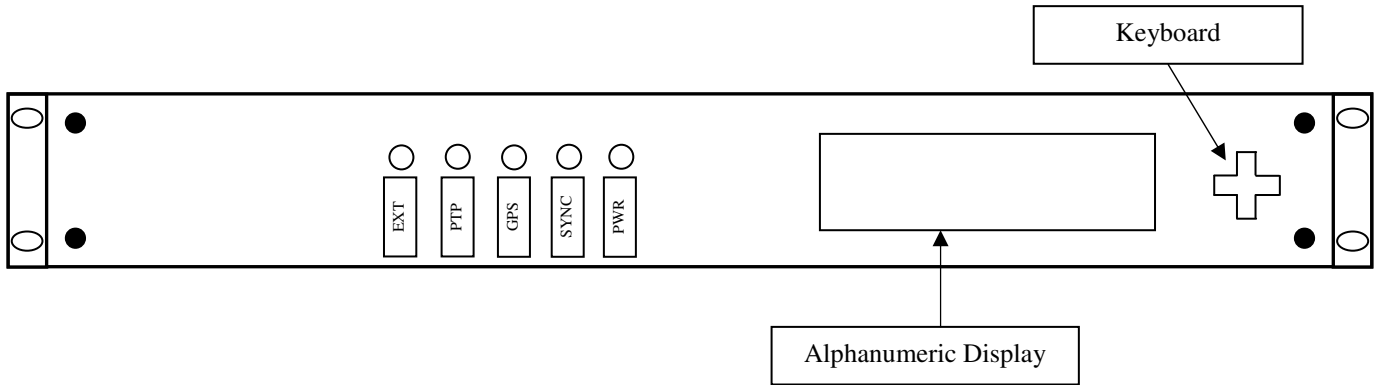 Keyboard
EXT
PTP
GPS
SYNC
PWR
Alphanumeric Display